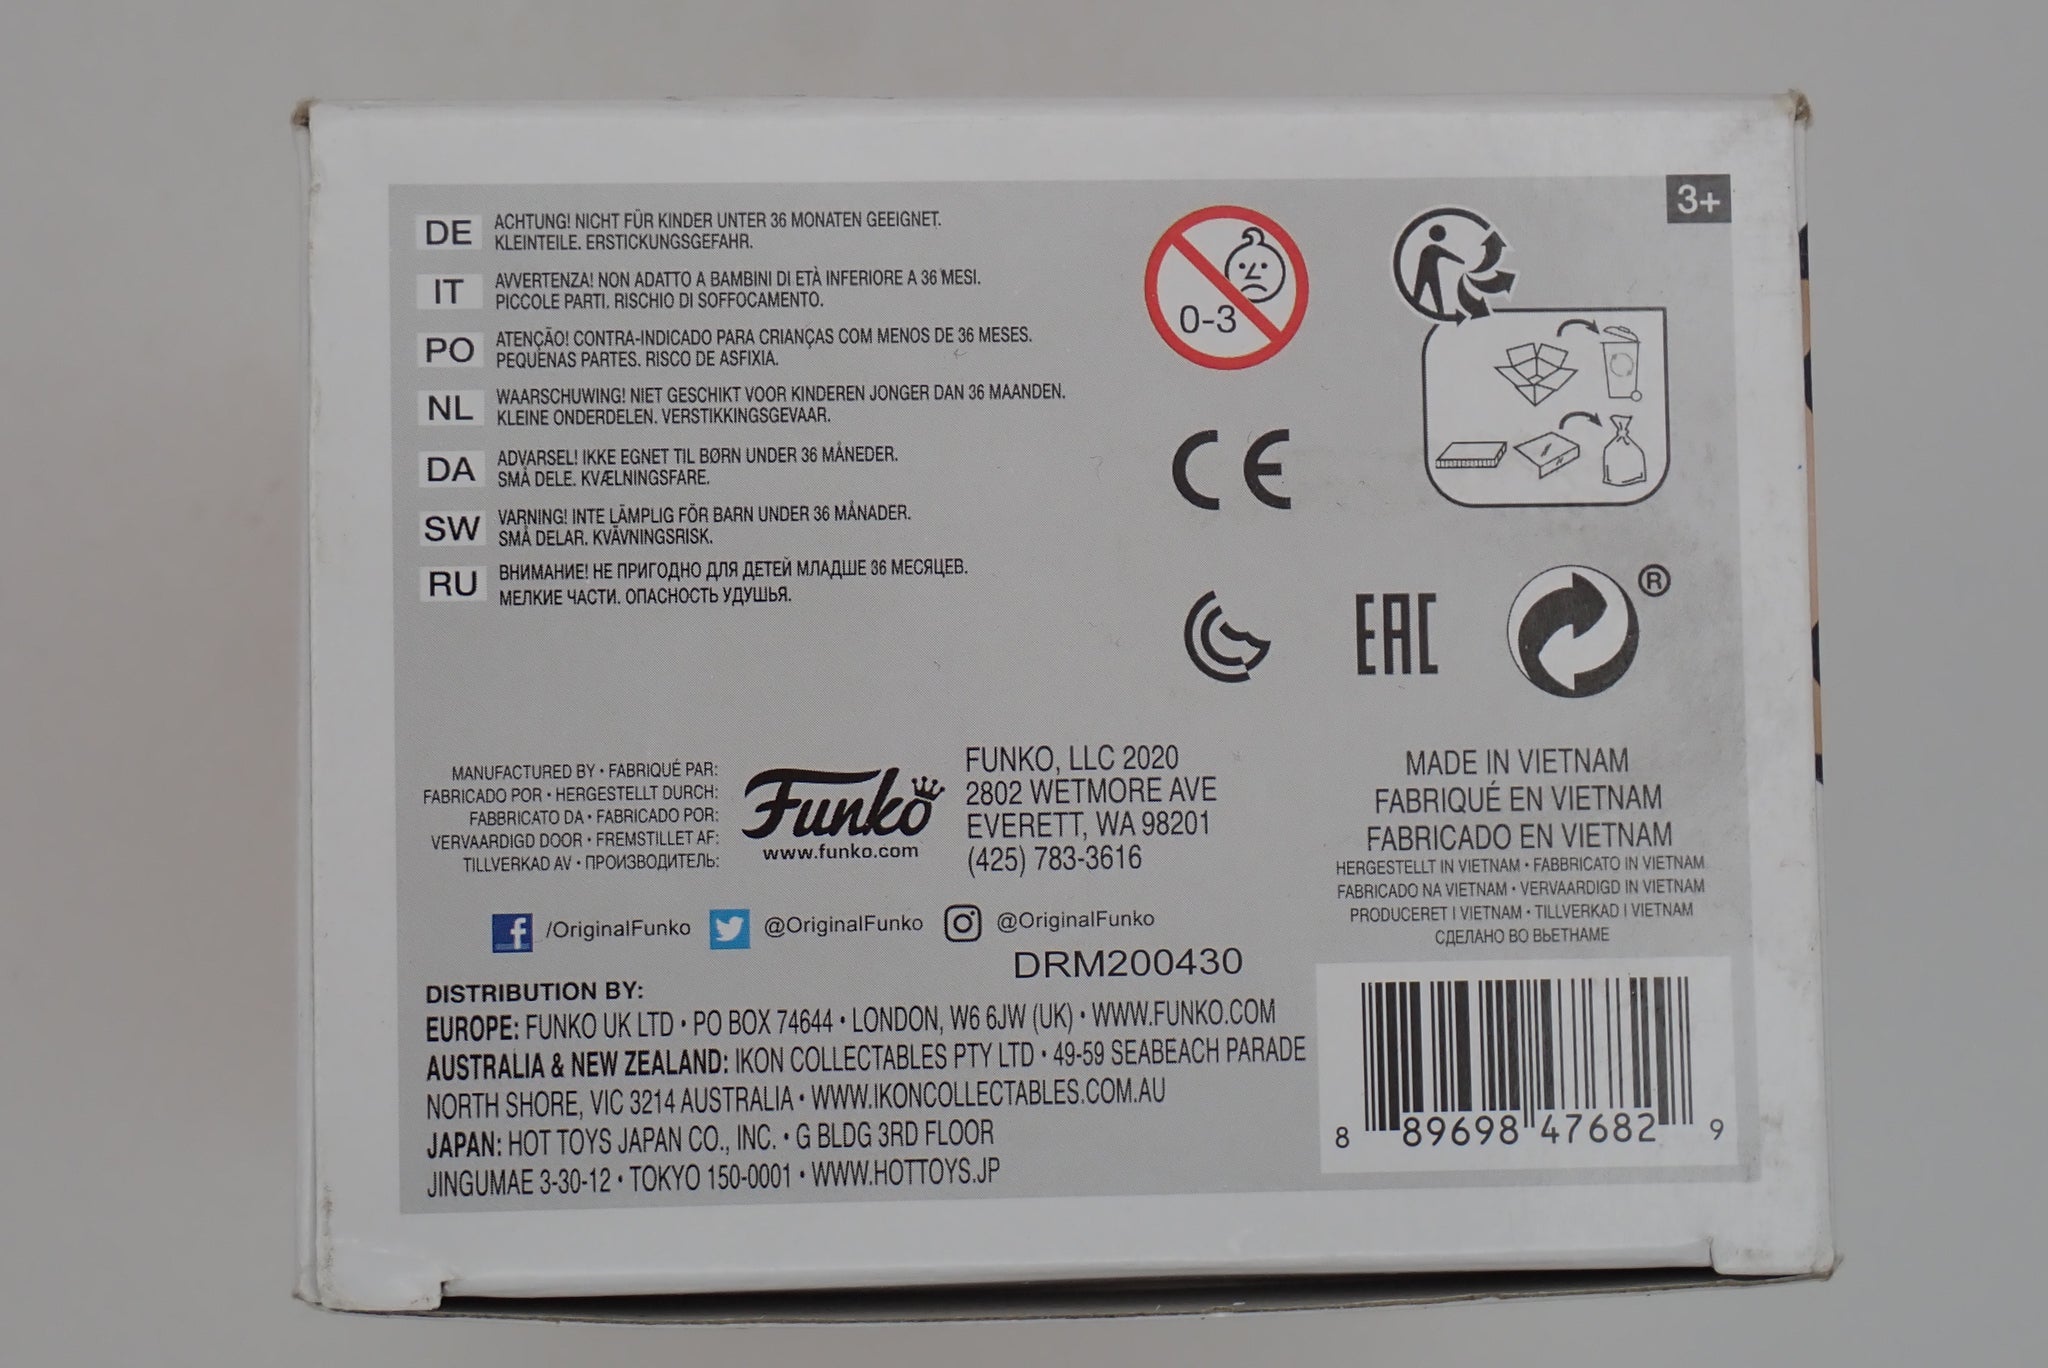 3+
DE
ACHTUNG! NICHT FÜR KINDER UNTER 36 MONATEN GEEIGNET.
KLEINTEILE. ERSTICKUNGSGEFAHR.
IT
AVVERTENZA! NON ADATTO A BAMBINI DI ETÀ INFERIORE A 36 MESI.
PICCOLE PARTI. RISCHIO DI SOFFOCAMENTO.
PO
ATENÇÃO! CONTRA-INDICADO PARA CRIANÇAS COM MENOS DE 36 MESES.
PEQUENAS PARTES. RISCO DE ASFIXIA.
NL
WAARSCHUWING! NIET GESCHIKT VOOR KINDEREN JONGER DAN 36 MAANDEN.
KLEINE ONDERDELEN. VERSTIKKINGSGEVAAR.
DA
ADVARSEL! IKKE EGNET TIL BØRN UNDER 36 MÅNEDER.
SMÅ DELE. KVÆLNINGSFARE.
SW
VARNING! INTE LÄMPLIG FÖR BARN UNDER 36 MÅNADER.
SMÅ DELAR. KVÄVNINGSRISK.
RU
ВНИМАНИЕ! НЕ ПРИГОДНО ДЛЯ ДЕТЕЙ МЛАДШЕ 36 МЕСЯЦЕВ.
МЕЛКИЕ ЧАСТИ. ОПАСНОСТЬ УДУШЬЯ.
0-3
CE
EAC
®
MANUFACTURED BY • FABRIQUÉ PAR:
FABRICADO POR • HERGESTELLT DURCH:
FABBRICATO DA • FABRICADO POR:
VERVAARDIGD DOOR • FREMSTILLET AF:
TILLVERKAD AV • ПРОИЗВОДИТЕЛЬ:
Funko
www.funko.com
FUNKO, LLC 2020
2802 WETMORE AVE
EVERETT, WA 98201
(425) 783-3616
MADE IN VIETNAM
FABRIQUÉ EN VIETNAM
FABRICADO EN VIETNAM
HERGESTELLT IN VIETNAM • FABBRICATO IN VIETNAM
FABRICADO NA VIETNAM • VERVAARDIGD IN VIETNAM
PRODUCERET I VIETNAM • TILLVERKAD I VIETNAM
СДЕЛАНО ВО ВЬЕТНАМЕ
f /OriginalFunko @OriginalFunko @OriginalFunko
DRM200430
DISTRIBUTION BY:
EUROPE: FUNKO UK LTD • PO BOX 74644 • LONDON, W6 6JW (UK) • WWW.FUNKO.COM
AUSTRALIA & NEW ZEALAND: IKON COLLECTABLES PTY LTD • 49-59 SEABEACH PARADE
NORTH SHORE, VIC 3214 AUSTRALIA • WWW.IKONCOLLECTABLES.COM.AU
JAPAN: HOT TOYS JAPAN CO., INC. • G BLDG 3RD FLOOR
JINGUMAE 3-30-12 • TOKYO 150-0001 • WWW.HOTTOYS.JP
8 89698 47682 9